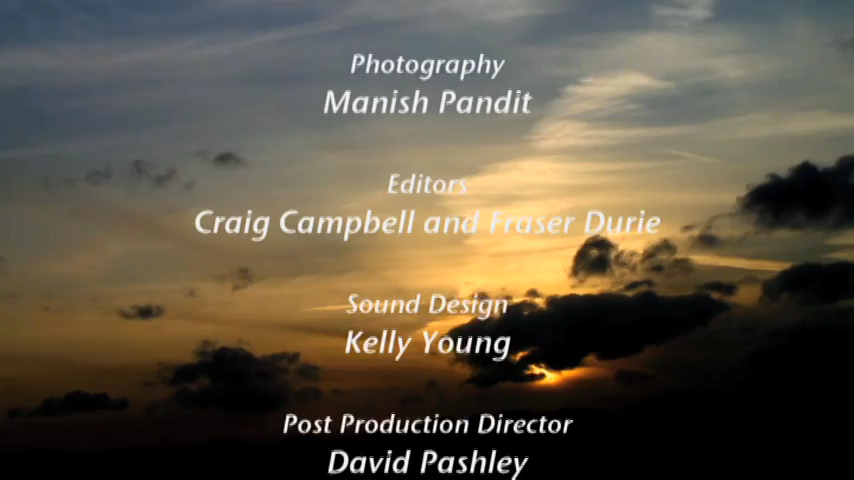 Photography
Manish Pandit
Editors
Craig Campbell and Fraser Durie
Sound Design
Kelly Young
Post Production Director
David Pashley